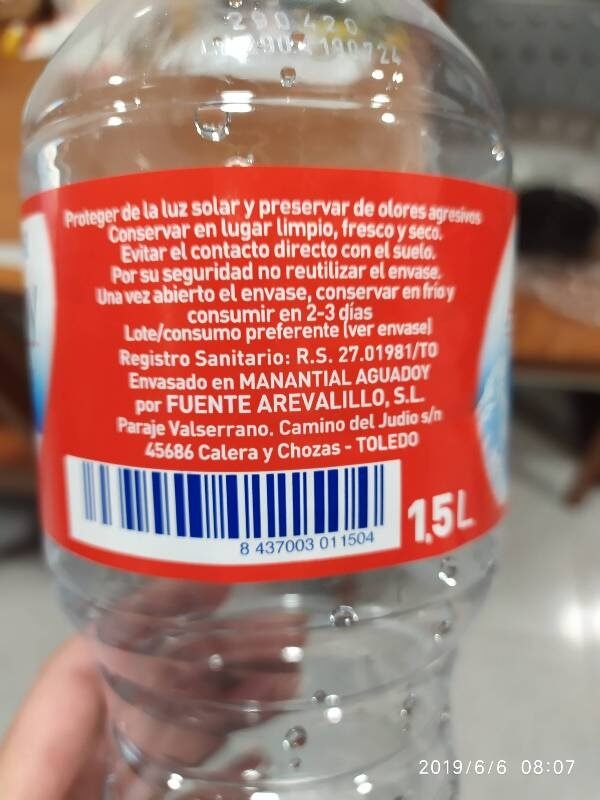 290420
190724
Proteger de la luz solar y preservar de olores agresivos
Conservar en lugar limpio, fresco y seco.
Evitar el contacto directo con el suelo.
Por su seguridad no reutilizar el envase.
Una vez abierto el envase, conservar en frío y
consumir en 2-3 días
Lote/consumo preferente (ver envase)
Registro Sanitario: R.S. 27.01981/TO
Envasado en MANANTIAL AGUADOY
por FUENTE AREVALILLO, S.L.
Paraje Valserrano. Camino del Judio s/n
45686 Calera y Chozas - TOLEDO
8 437003 011504
1,5 L
2019/6/6 08:07